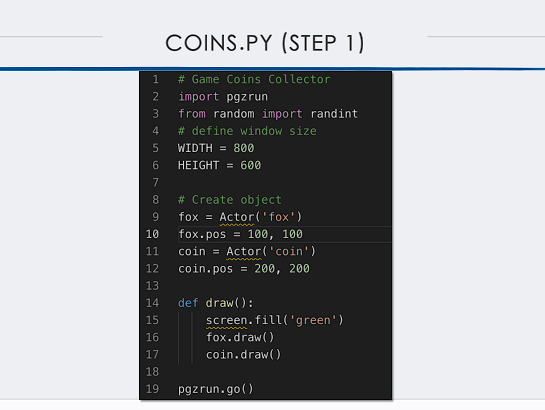 COINS.PY (STEP 1)
1 # Game Coins Collector
2 import pgzrun
3 from random import randint
4 # define window size
5 WIDTH = 800
6 HEIGHT = 600
7
8 # Create object
9 fox = Actor('fox')
10 fox.pos = 100, 100
11 coin = Actor('coin')
12 coin.pos = 200, 200
13
14 def draw():
15     screen.fill('green')
16     fox.draw()
17     coin.draw()
18
19 pgzrun.go()